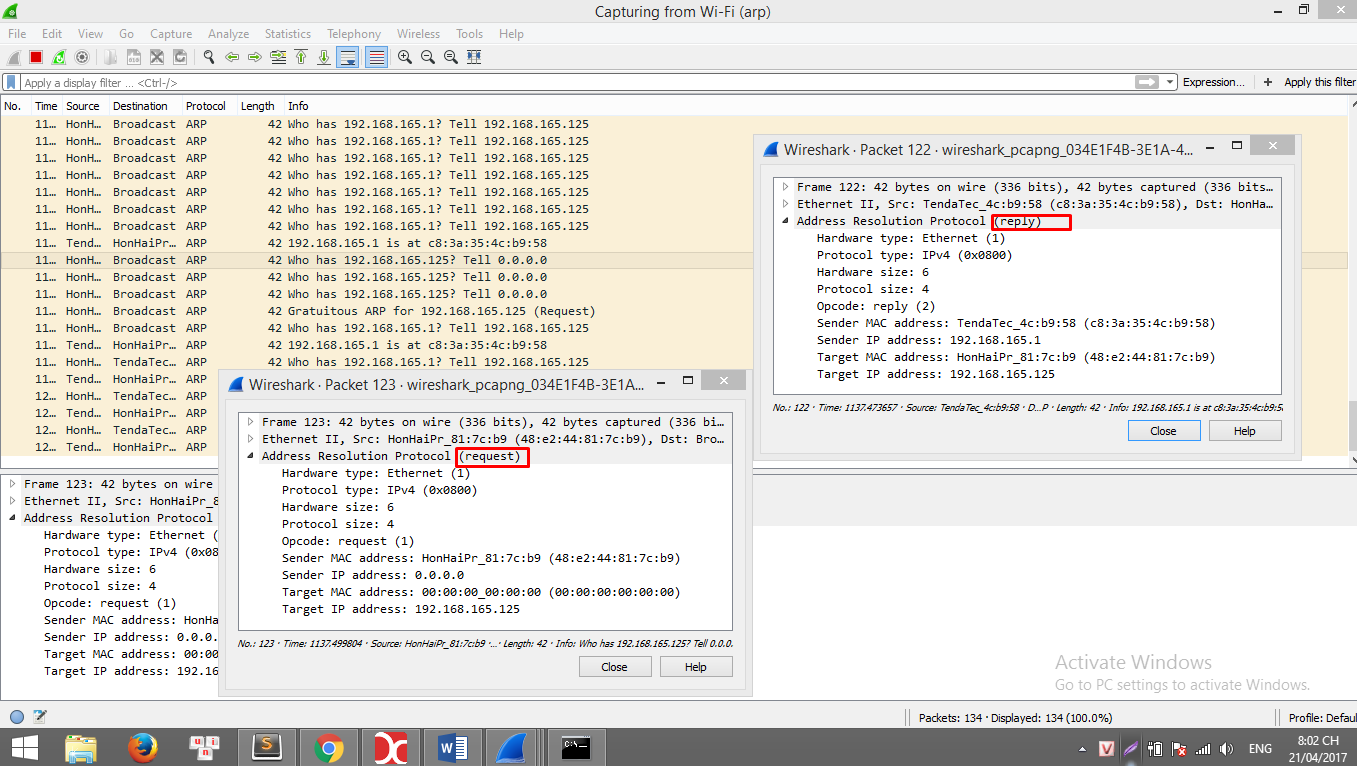 Capturing from Wi-Fi (arp)
File Edit View Go Capture Analyze Statistics Telephony Wireless Tools Help
Apply a display filter ... <Ctrl-/>
Expression...
+ Apply this filter
No. Time Source Destination Protocol Length Info
11... HonH... Broadcast ARP 42 Who has 192.168.165.1? Tell 192.168.165.125
11... HonH... Broadcast ARP 42 Who has 192.168.165.1? Tell 192.168.165.125
11... HonH... Broadcast ARP 42 Who has 192.168.165.1? Tell 192.168.165.125
11... HonH... Broadcast ARP 42 Who has 192.168.165.1? Tell 192.168.165.125
11... HonH... Broadcast ARP 42 Who has 192.168.165.1? Tell 192.168.165.125
11... HonH... Broadcast ARP 42 Who has 192.168.165.1? Tell 192.168.165.125
11... HonH... Broadcast ARP 42 Who has 192.168.165.1? Tell 192.168.165.125
11... Tend... HonHaiPr... ARP 42 192.168.165.1 is at c8:3a:35:4c:b9:58
11... HonH... Broadcast ARP 42 Who has 192.168.165.125? Tell 0.0.0.0
11... HonH... Broadcast ARP 42 Who has 192.168.165.125? Tell 0.0.0.0
11... HonH... Broadcast ARP 42 Who has 192.168.165.125? Tell 0.0.0.0
11... HonH... Broadcast ARP 42 Gratuitous ARP for 192.168.165.125 (Request)
11... HonH... Broadcast ARP 42 Who has 192.168.165.1? Tell 192.168.165.125
11... Tend... HonHaiPr... ARP 42 192.168.165.1 is at c8:3a:35:4c:b9:58
11... HonH... TendaTec... ARP 42 Who has 192.168.165.1? Tell 192.168.165.125
11... Tend... HonHaiPr... ARP
12... HonH... TendaTec... ARP
12... Tend... HonHaiPr... ARP
12... HonH... TendaTec... ARP
12... Tend... HonHaiPr... ARP
Wireshark · Packet 122 · wireshark_pcapng_034E1F4B-3E1A-4...
Frame 122: 42 bytes on wire (336 bits), 42 bytes captured (336 bits...
Ethernet II, Src: TendaTec_4c:b9:58 (c8:3a:35:4c:b9:58), Dst: HonHa...
Address Resolution Protocol (reply)
Hardware type: Ethernet (1)
Protocol type: IPv4 (0x0800)
Hardware size: 6
Protocol size: 4
Opcode: reply (2)
Sender MAC address: TendaTec_4c:b9:58 (c8:3a:35:4c:b9:58)
Sender IP address: 192.168.165.1
Target MAC address: HonHaiPr_81:7c:b9 (48:e2:44:81:7c:b9)
Target IP address: 192.168.165.125
No.: 122 · Time: 1137.473657 · Source: TendaTec_4c:b9:58 · D...P · Length: 42 · Info: 192.168.165.1 is at c8:3a:35:4c:b9:58
Close Help
Wireshark · Packet 123 · wireshark_pcapng_034E1F4B-3E1A...
Frame 123: 42 bytes on wire (336 bits), 42 bytes captured (336 bi...
Ethernet II, Src: HonHaiPr_81:7c:b9 (48:e2:44:81:7c:b9), Dst: Bro...
Address Resolution Protocol (request)
Hardware type: Ethernet (1)
Protocol type: IPv4 (0x0800)
Hardware size: 6
Protocol size: 4
Opcode: request (1)
Sender MAC address: HonHaiPr_81:7c:b9 (48:e2:44:81:7c:b9)
Sender IP address: 0.0.0.0
Target MAC address: 00:00:00_00:00:00 (00:00:00:00:00:00)
Target IP address: 192.168.165.125
No.: 123 · Time: 1137.499804 · Source: HonHaiPr_81:7c:b9 ·...· Length: 42 · Info: Who has 192.168.165.125? Tell 0.0.0.
Close Help
Frame 123: 42 bytes on wire
Ethernet II, Src: HonHaiPr_8
Address Resolution Protocol
Hardware type: Ethernet (
Protocol type: IPv4 (0x08
Hardware size: 6
Protocol size: 4
Opcode: request (1)
Sender MAC address: HonHa
Sender IP address: 0.0.0.
Target MAC address: 00:00
Target IP address: 192.16
Activate Windows
Go to PC settings to activate Windows.
Packets: 134 · Displayed: 134 (100.0%)
Profile: Defau
ENG
8:02 CH
21/04/2017